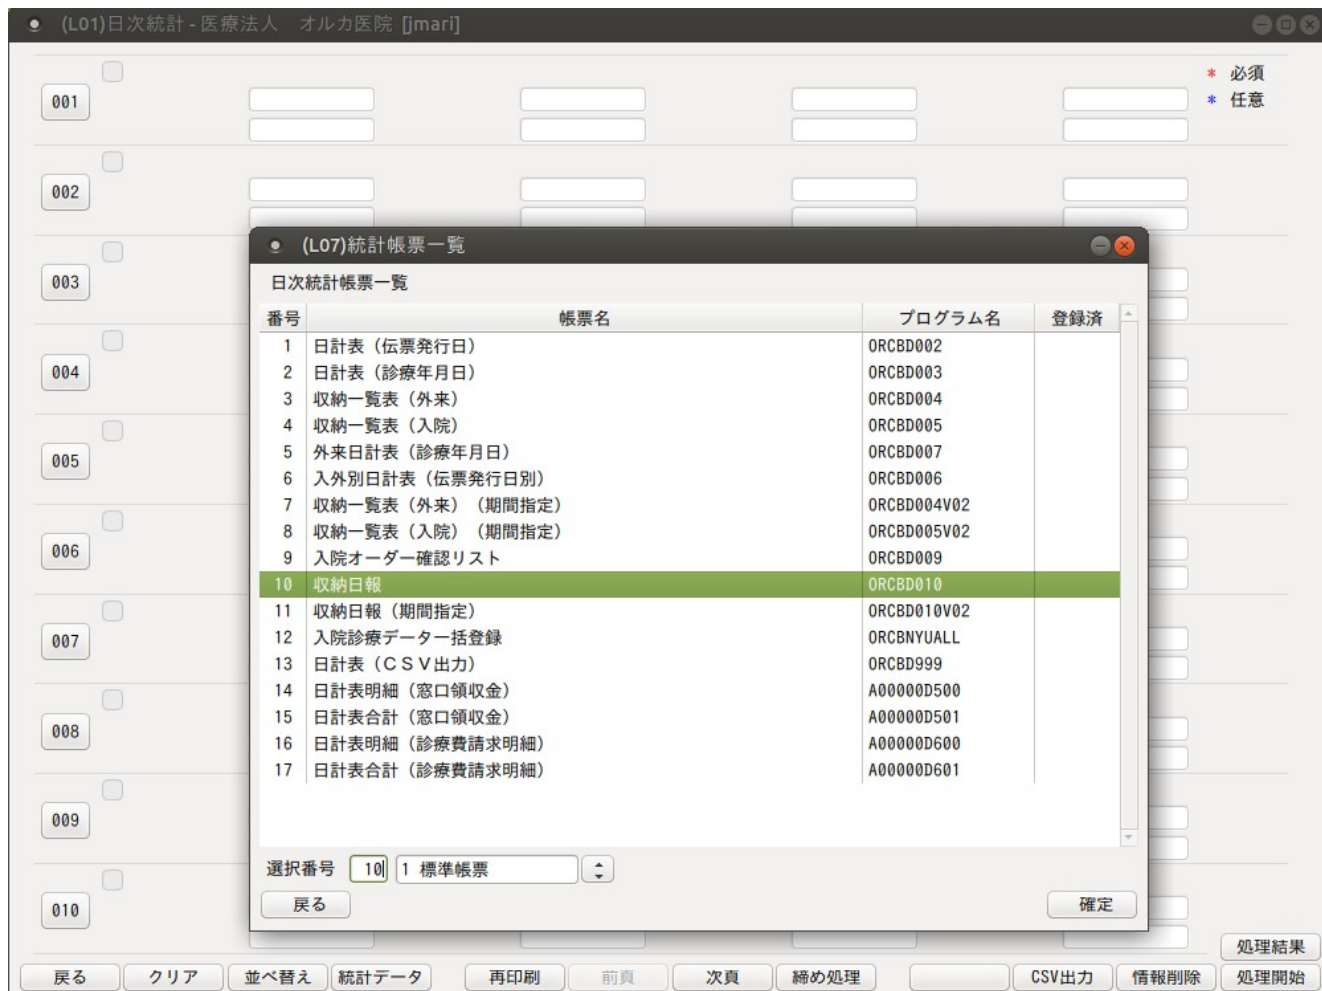 (L01)日次統計 - 医療法人　オルカ医院 [jmari]
* 必須
001
* 任意
002
003
004
005
006
007
008
009
010
(L07)統計帳票一覧
日次統計帳票一覧
番号 帳票名 プログラム名 登録済
1 日計表（伝票発行日） ORCBD002
2 日計表（診療年月日） ORCBD003
3 収納一覧表（外来） ORCBD004
4 収納一覧表（入院） ORCBD005
5 外来日計表（診療年月日） ORCBD007
6 入外別日計表（伝票発行日別） ORCBD006
7 収納一覧表（外来）（期間指定） ORCBD004V02
8 収納一覧表（入院）（期間指定） ORCBD005V02
9 入院オーダー確認リスト ORCBD009
10 収納日報 ORCBD010
11 収納日報（期間指定） ORCBD010V02
12 入院診療データ一括登録 ORCBNYUALL
13 日計表（ＣＳＶ出力） ORCBD999
14 日計表明細（窓口領収金） A00000D500
15 日計表合計（窓口領収金） A00000D501
16 日計表明細（診療費請求明細） A00000D600
17 日計表合計（診療費請求明細） A00000D601
選択番号 10 1 標準帳票
戻る 確定
処理結果
戻る クリア 並べ替え 統計データ 再印刷 前頁 次頁 締め処理 CSV出力 情報削除 処理開始